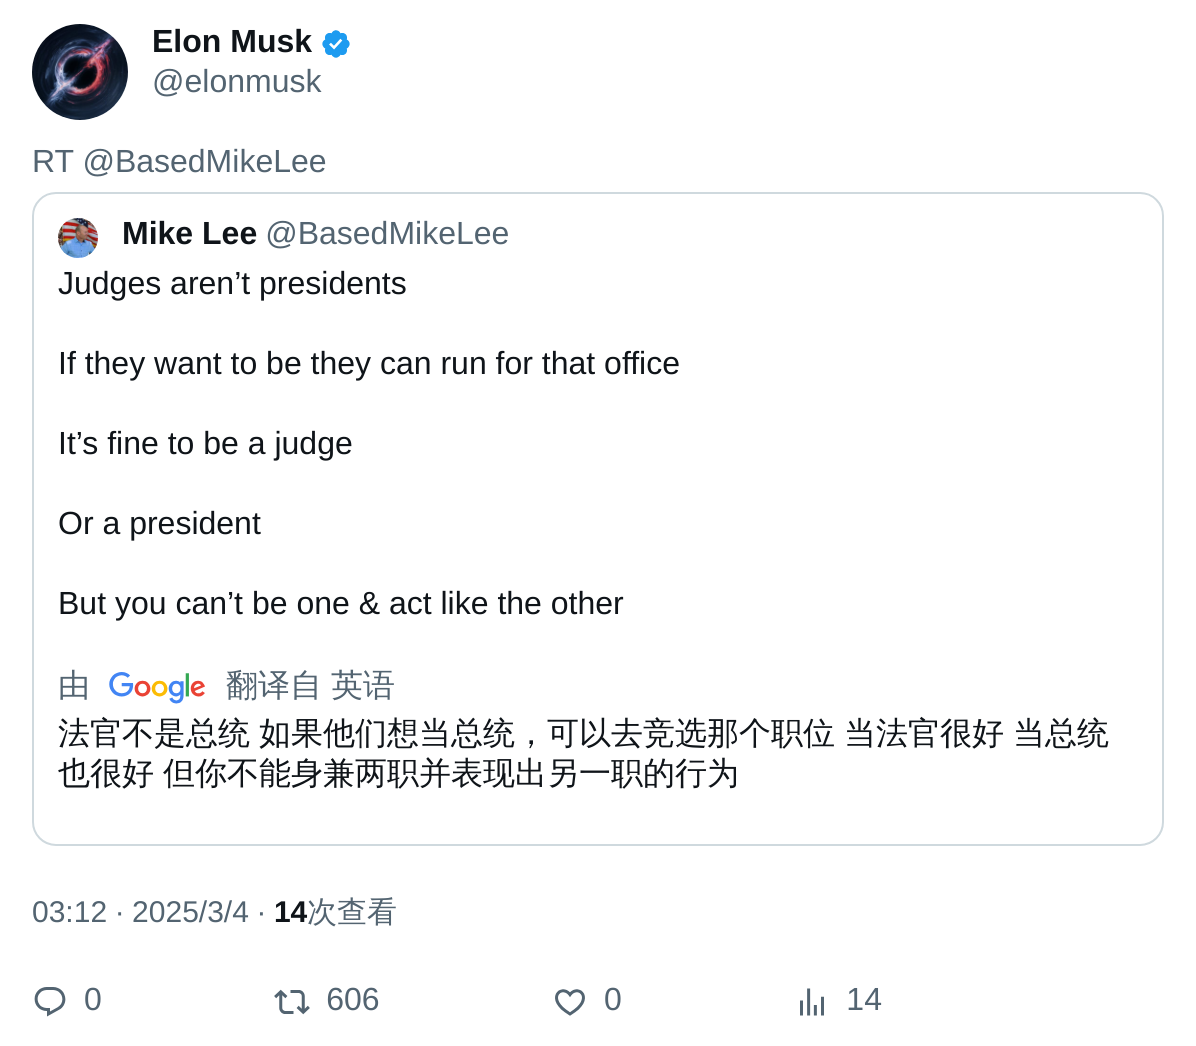 Elon Musk
@elonmusk
RT @BasedMikeLee
Mike Lee @BasedMikeLee
Judges aren’t presidents
If they want to be they can run for that office
It’s fine to be a judge
Or a president
But you can’t be one & act like the other
由 Google 翻译自 英语
法官不是总统 如果他们想当总统，可以去竞选那个职位 当法官很好 当总统
也很好 但你不能身兼两职并表现出另一职的行为
03:12 · 2025/3/4 · 14次查看
0 606 0 14